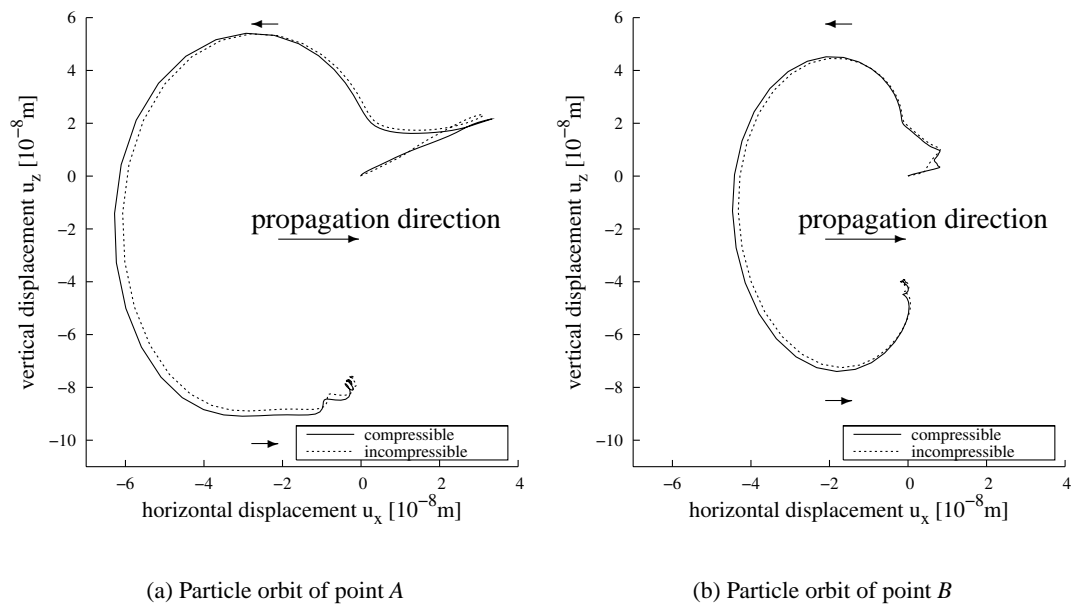 6
4
2
0
−2
−4
−6
−8
−10
−6
−4
−2
0
2
4
vertical displacement u_z [10^−8 m]
propagation direction
compressible
incompressible
horizontal displacement u_x [10^−8 m]
(a) Particle orbit of point A
6
4
2
0
−2
−4
−6
−8
−10
−6
−4
−2
0
2
4
vertical displacement u_z [10^−8 m]
propagation direction
compressible
incompressible
horizontal displacement u_x [10^−8 m]
(b) Particle orbit of point B